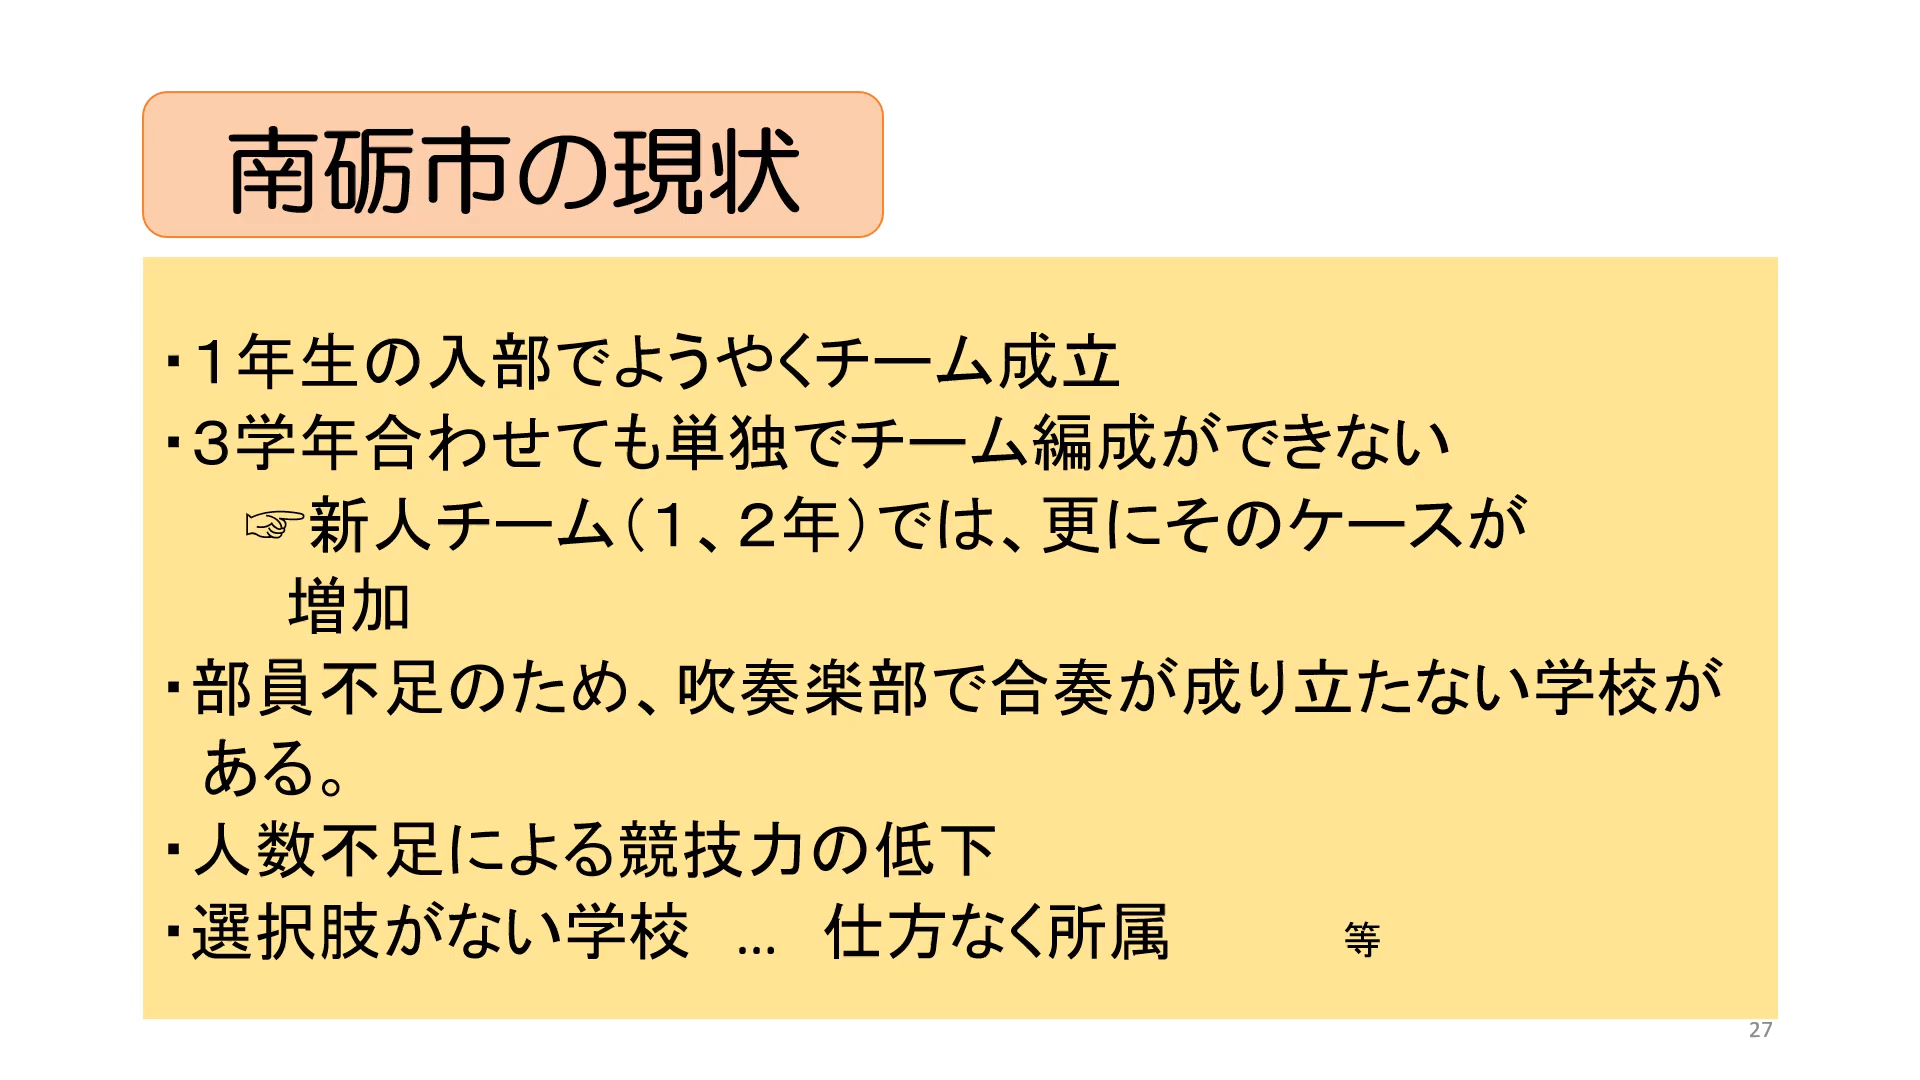 南砺市の現状
・１年生の入部でようやくチーム成立
・３学年合わせても単独でチーム編成ができない
☞新人チーム（１、２年）では、更にそのケースが
増加
・部員不足のため、吹奏楽部で合奏が成り立たない学校が
ある。
・人数不足による競技力の低下
・選択肢がない学校　…　仕方なく所属　　　等
27